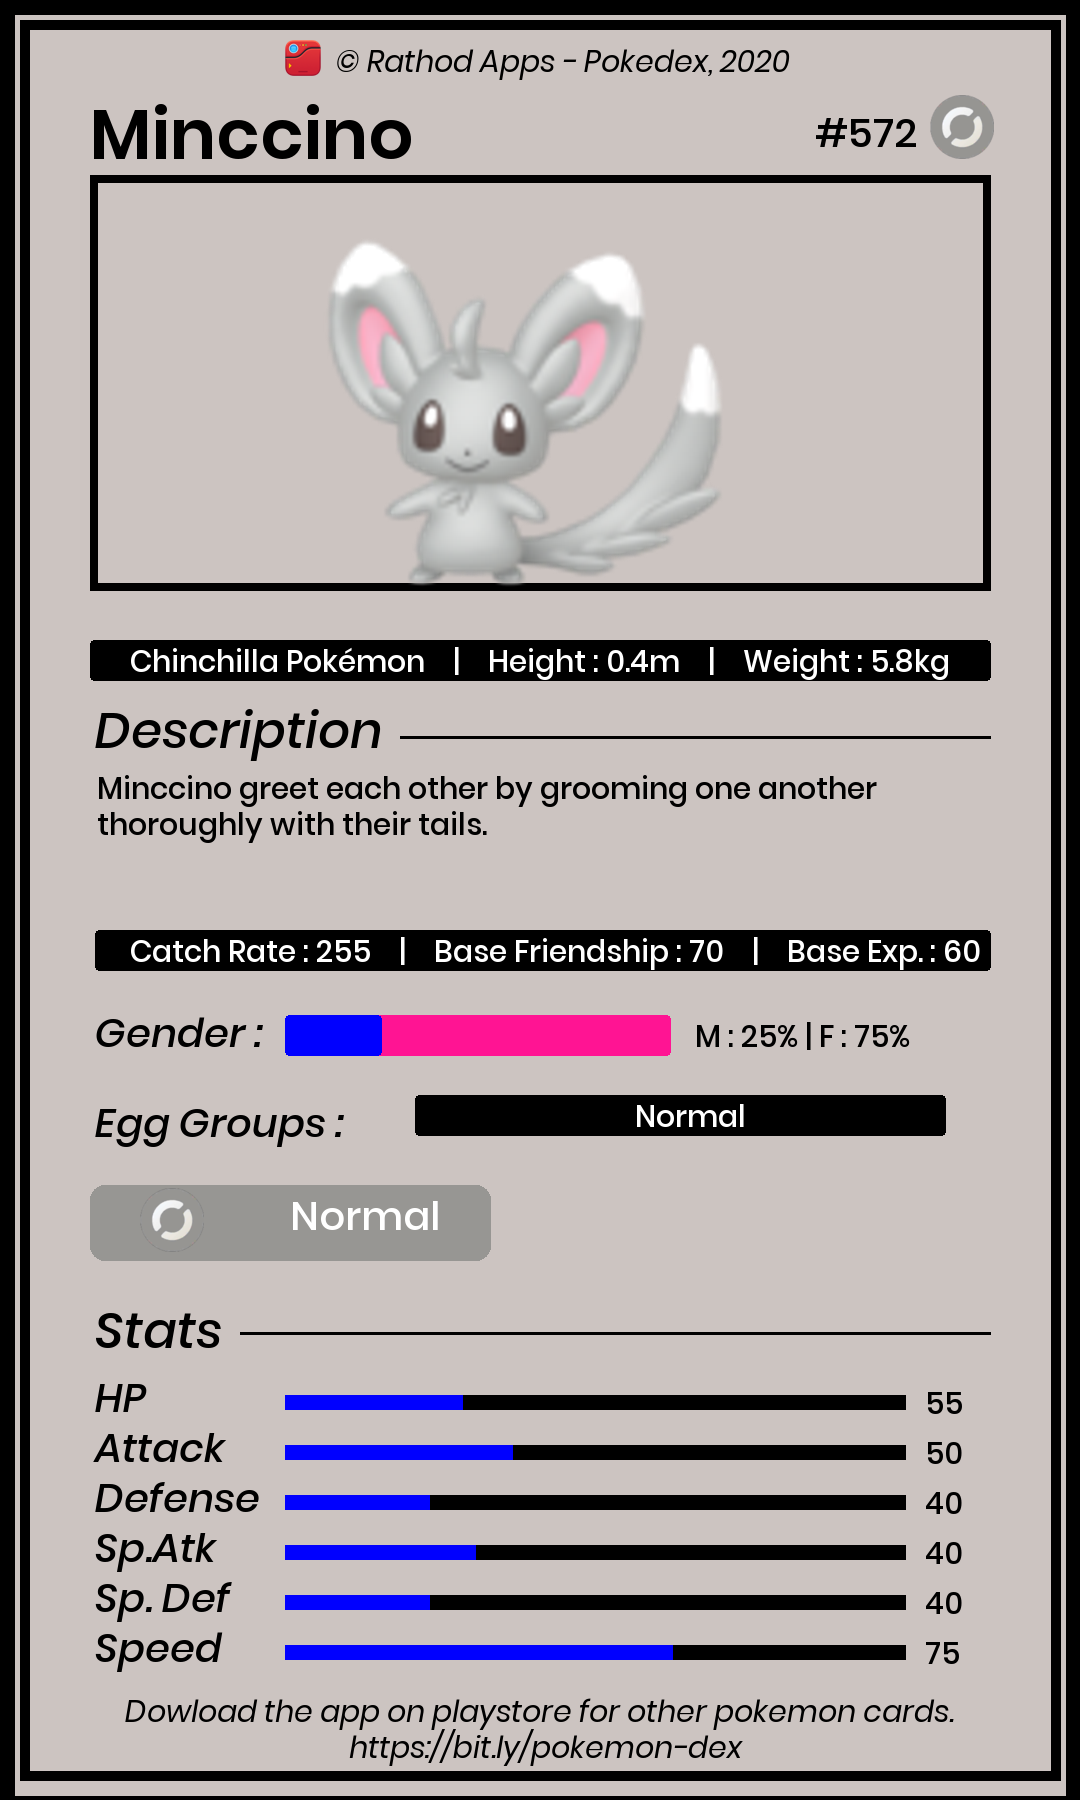 © Rathod Apps - Pokedex, 2020
Minccino #572
Chinchilla Pokémon | Height : 0.4m | Weight : 5.8kg
Description
Minccino greet each other by grooming one another
thoroughly with their tails.
Catch Rate : 255 | Base Friendship : 70 | Base Exp. : 60
Gender : M : 25% | F : 75%
Egg Groups : Normal
Normal
Stats
HP 55
Attack 50
Defense 40
Sp.Atk 40
Sp. Def 40
Speed 75
Dowload the app on playstore for other pokemon cards.
https://bit.ly/pokemon-dex